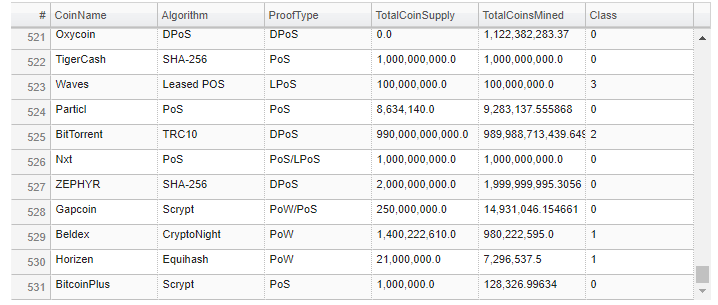 # CoinName Algorithm ProofType TotalCoinSupply TotalCoinsMined Class
521 Oxycoin DPoS DPoS 0.0 1,122,382,283.37 0
522 TigerCash SHA-256 PoS 1,000,000,000.0 1,000,000,000.0 0
523 Waves Leased POS LPoS 100,000,000.0 100,000,000.0 3
524 Particl PoS PoS 8,634,140.0 9,283,137.555868 0
525 BitTorrent TRC10 DPoS 990,000,000,000.0 989,988,713,439.649 2
526 Nxt PoS PoS/LPoS 1,000,000,000.0 1,000,000,000.0 0
527 ZEPHYR SHA-256 DPoS 2,000,000,000.0 1,999,999,995.3056 0
528 Gapcoin Scrypt PoW/PoS 250,000,000.0 14,931,046.154661 0
529 Beldex CryptoNight PoW 1,400,222,610.0 980,222,595.0 1
530 Horizen Equihash PoW 21,000,000.0 7,296,537.5 1
531 BitcoinPlus Scrypt PoS 1,000,000.0 128,326.99634 0